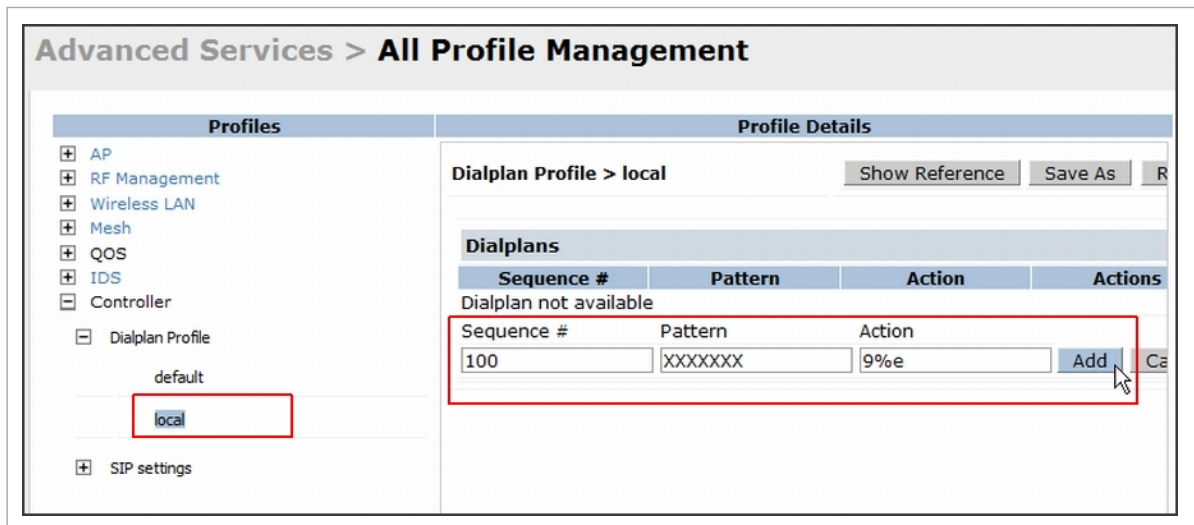 Advanced Services > All Profile Management
Profiles
AP
RF Management
Wireless LAN
Mesh
QOS
IDS
Controller
Dialplan Profile
default
local
SIP settings
Profile Details
Dialplan Profile > local Show Reference Save As R
Dialplans
Sequence # Pattern Action Actions
Dialplan not available
Sequence # Pattern Action
100 XXXXXXX 9%e Add Ca